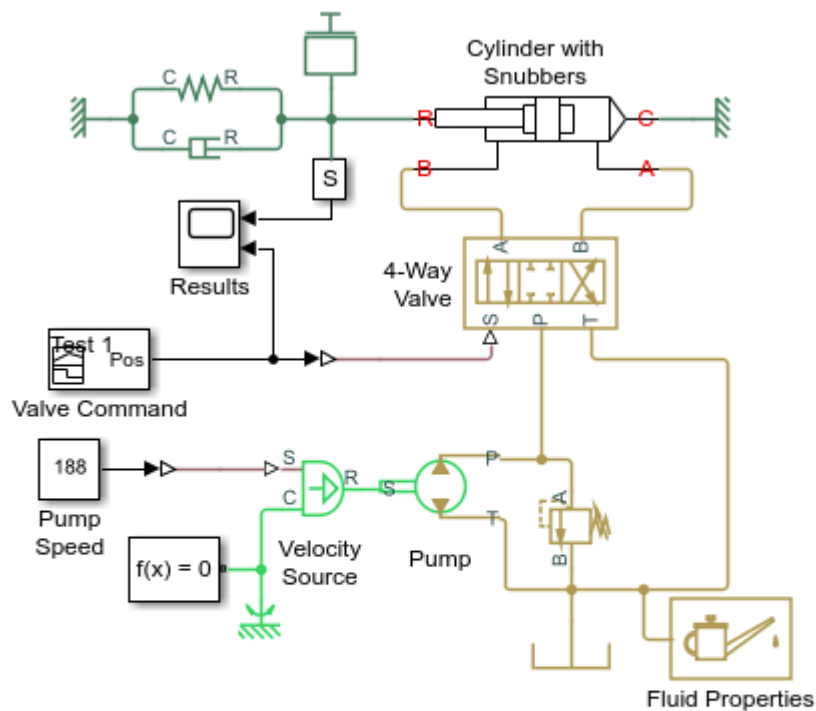 Cylinder with
Snubbers
C R
C R
R C
B A
S
Results
4-Way
Valve
A B
S P T
Test 1
Pos
Valve Command
188
Pump
Speed
S
C
R
Velocity
Source
S
P
T
Pump
A
B
f(x) = 0
Fluid Properties